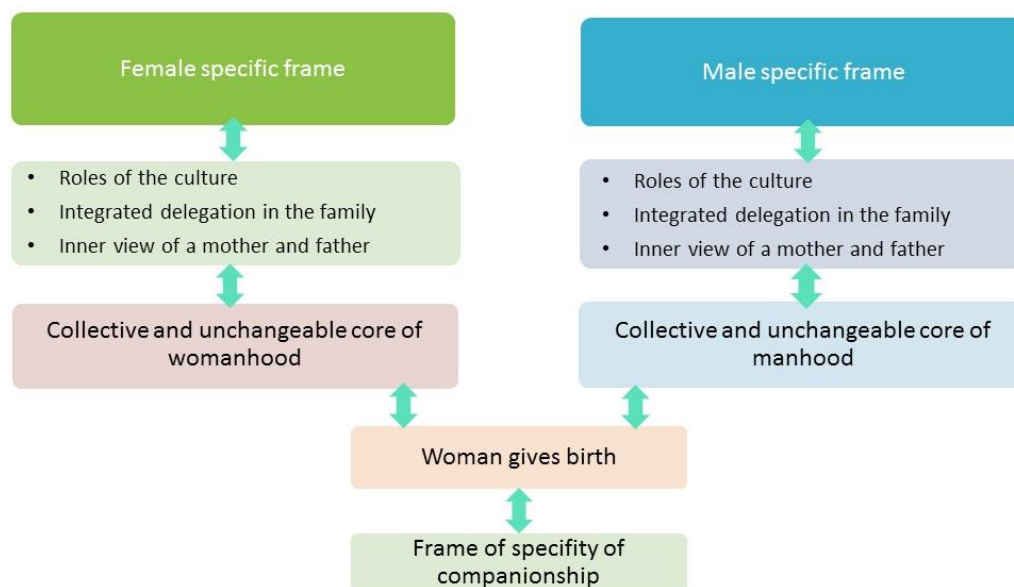 Female specific frame
Male specific frame
• Roles of the culture
• Integrated delegation in the family
• Inner view of a mother and father
• Roles of the culture
• Integrated delegation in the family
• Inner view of a mother and father
Collective and unchangeable core of
womanhood
Collective and unchangeable core of
manhood
Woman gives birth
Frame of specifity of
companionship